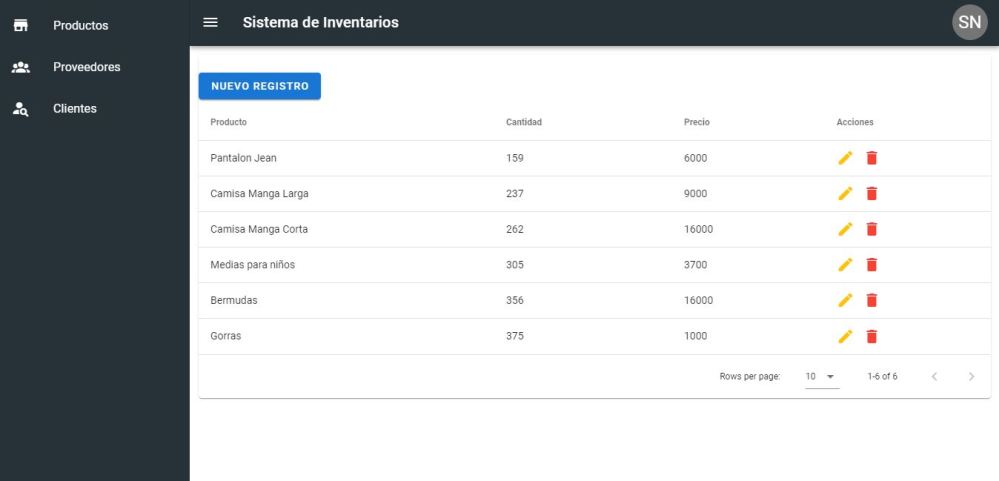 Productos
Proveedores
Clientes
Sistema de Inventarios
SN
NUEVO REGISTRO
Producto Cantidad Precio Acciones
Pantalon Jean 159 6000
Camisa Manga Larga 237 9000
Camisa Manga Corta 262 16000
Medias para niños 305 3700
Bermudas 356 16000
Gorras 375 1000
Rows per page: 10 1-6 of 6